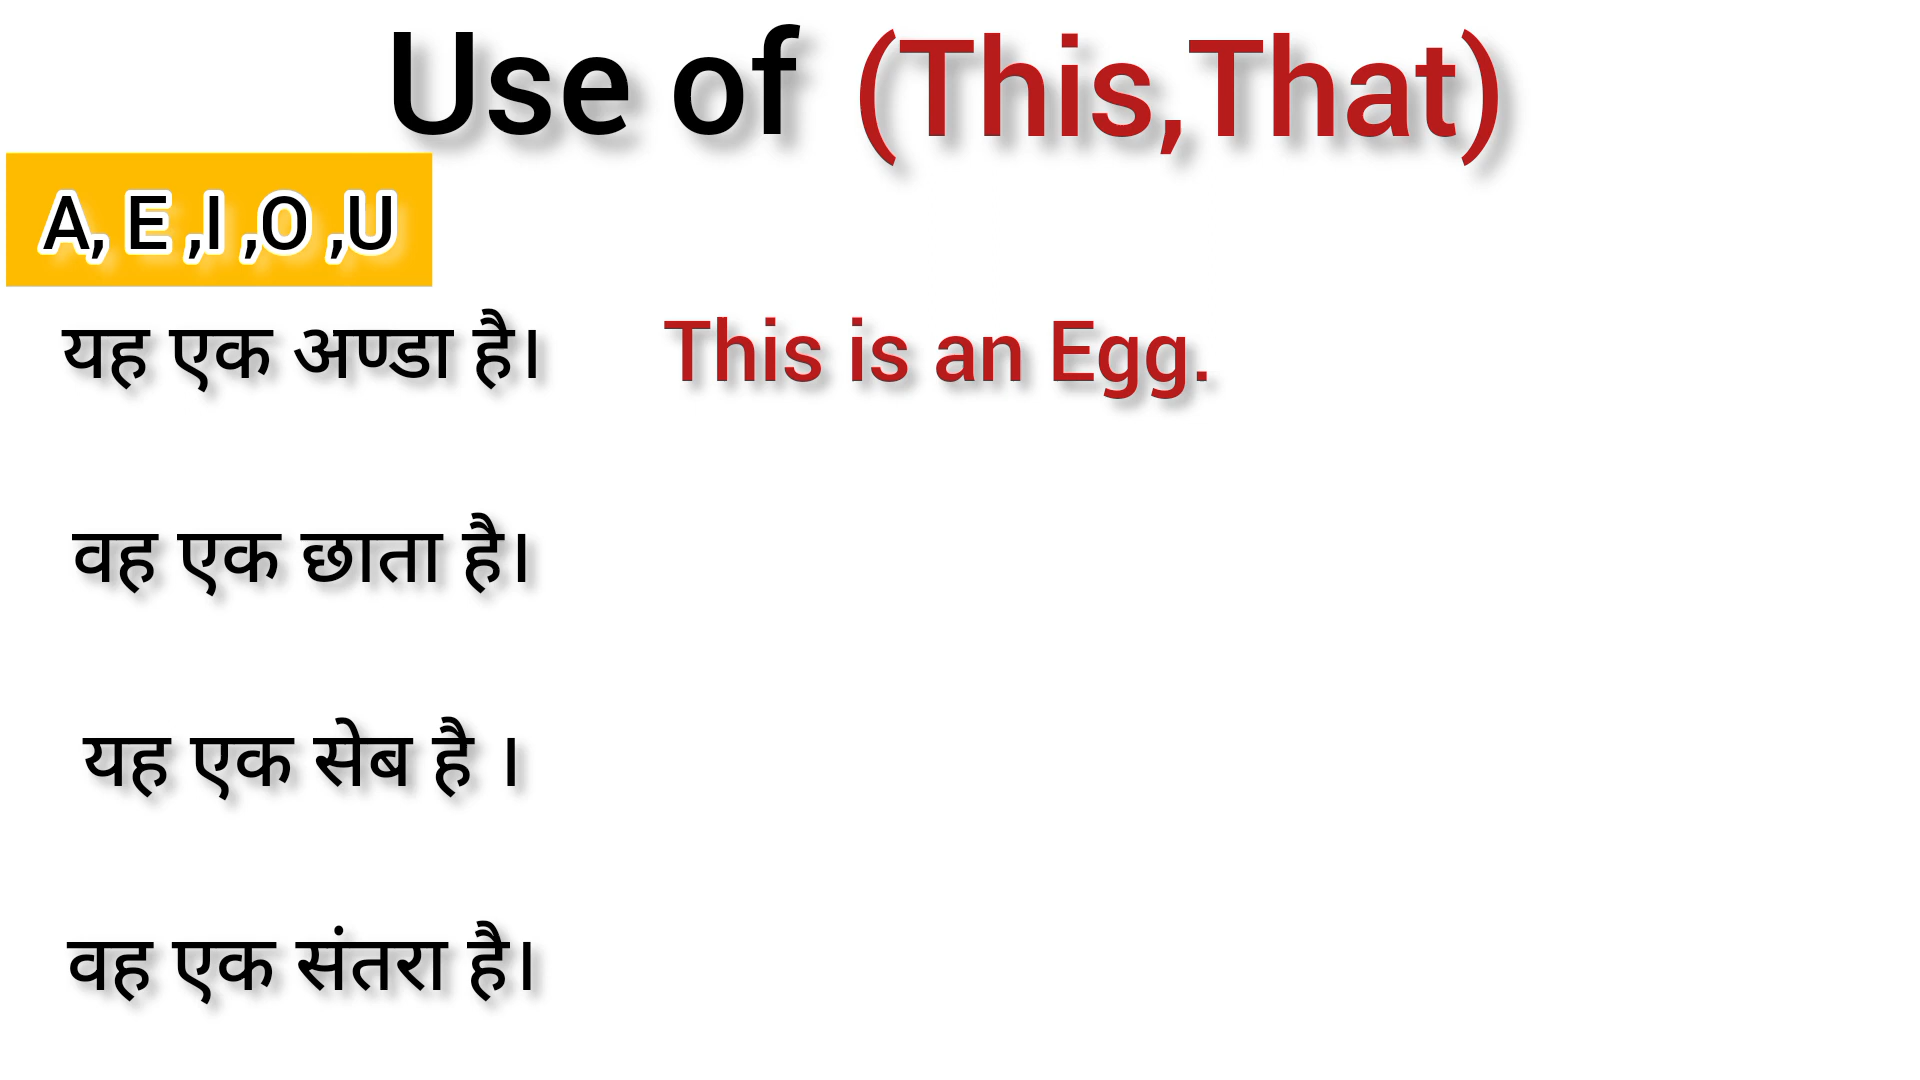 Use of (This,That)
A, E ,I ,O ,U
यह एक अण्डा है। This is an Egg.
वह एक छाता है।
यह एक सेब है ।
वह एक संतरा है।